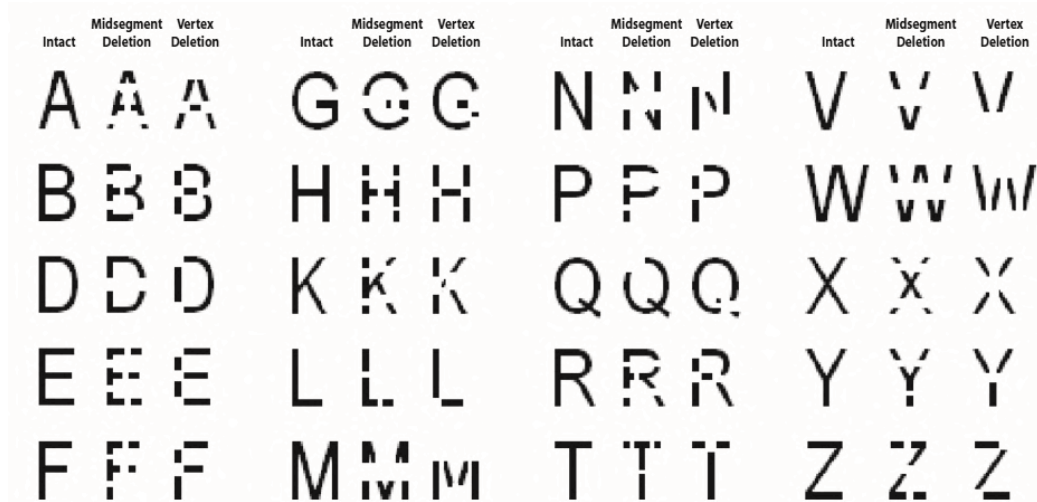 Intact Midsegment Deletion Vertex Deletion Intact Midsegment Deletion Vertex Deletion Intact Midsegment Deletion Vertex Deletion Intact Midsegment Deletion Vertex Deletion
A A A G G G N N N V V V
B B B H H H P P P W W W
D D D K K K Q Q Q X X X
E E E L L L R R R Y Y Y
F F F M M M T T T Z Z Z